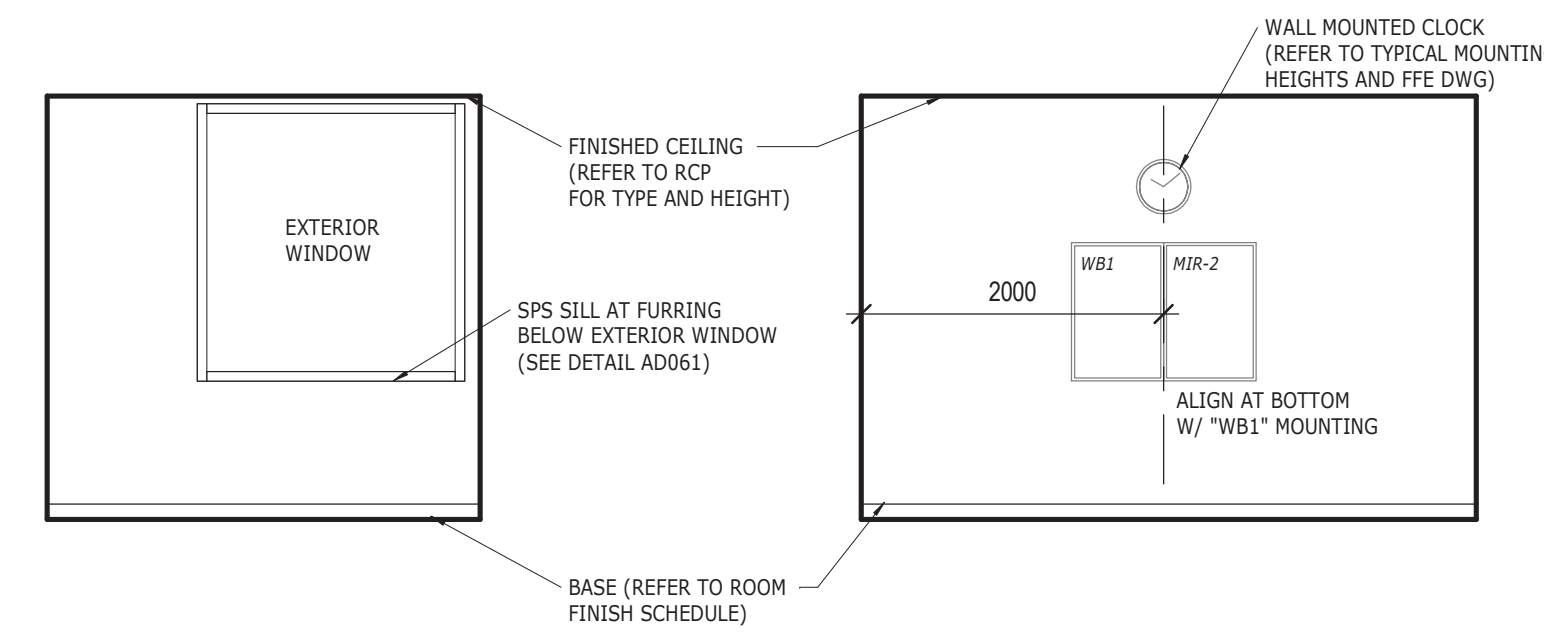 WALL MOUNTED CLOCK
(REFER TO TYPICAL MOUNTIN
HEIGHTS AND FFE DWG)
FINISHED CEILING
(REFER TO RCP
FOR TYPE AND HEIGHT)
EXTERIOR
WINDOW
SPS SILL AT FURRING
BELOW EXTERIOR WINDOW
(SEE DETAIL AD061)
WB1
MIR-2
2000
ALIGN AT BOTTOM
W/ "WB1" MOUNTING
BASE (REFER TO ROOM
FINISH SCHEDULE)